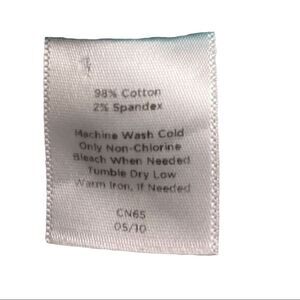 98% Cotton
2% Spandex
Machine Wash Cold
Only Non-Chlorine
Bleach When Needed
Tumble Dry Low
Warm Iron, If Needed
CN65
05/10